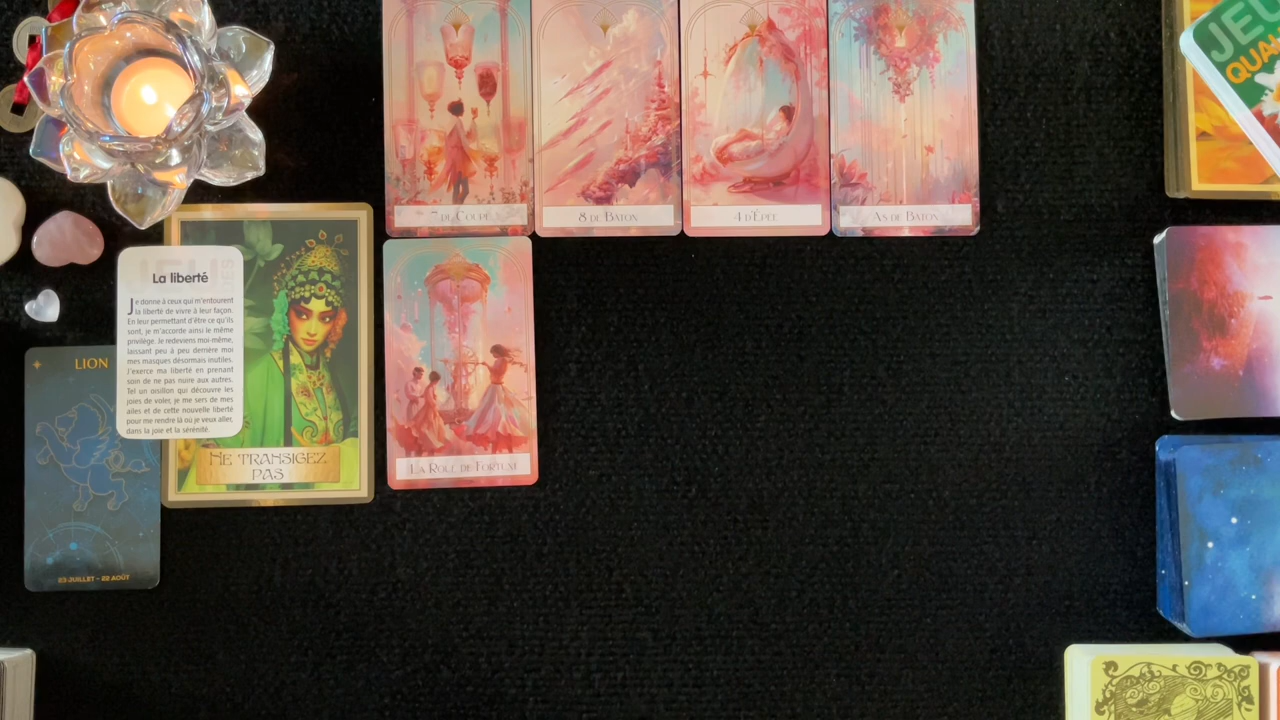 JEU
7 DE COUPE
8 DE BATON
4 D'ÉPÉE
AS DE BATON
La liberté
Je donne à ceux qui m'entourent
la liberté de vivre à leur façon.
En leur permettant d'être ce qu'ils
sont, je m'accorde ainsi le même
privilège. Je redeviens moi-même,
laissant peu à peu derrière moi
mes masques désormais inutiles.
J'exerce ma liberté en prenant
soin de ne pas nuire aux autres.
Tel un oisillon qui découvre les
joies de voler, je me sers de mes
ailes et de cette nouvelle liberté
pour me rendre là où je veux aller,
dans la joie et la sérénité.
LION
NE TRANSIGEZ
PAS
LA ROUE DE FORTUNE
23 JUILLET - 22 AOÛT